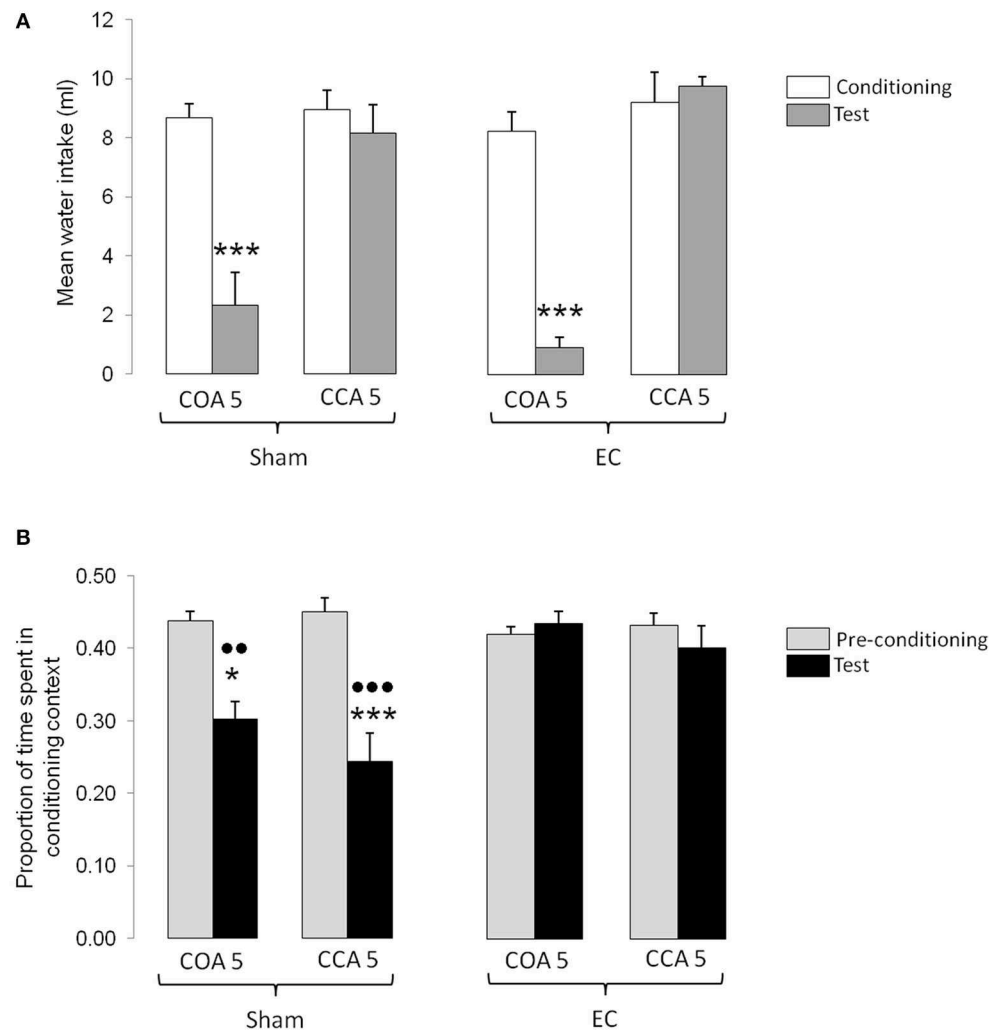 A
12
10
8
6
4
2
0
Mean water intake (ml)
Conditioning
Test
***
***
COA 5
CCA 5
COA 5
CCA 5
Sham
EC
B
0.50
0.40
0.30
0.20
0.10
0.00
Proportion of time spent in
conditioning context
Pre-conditioning
Test
●●
*
●●●
***
COA 5
CCA 5
COA 5
CCA 5
Sham
EC